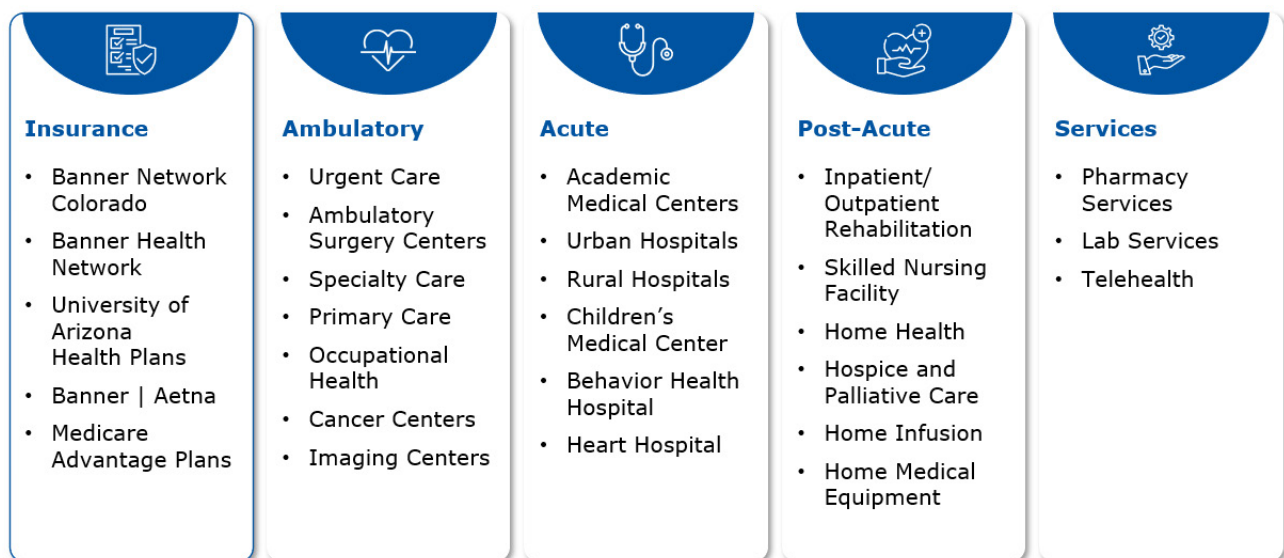 Insurance
• Banner Network
Colorado
• Banner Health
Network
• University of
Arizona
Health Plans
• Banner | Aetna
• Medicare
Advantage Plans
Ambulatory
• Urgent Care
• Ambulatory
Surgery Centers
• Specialty Care
• Primary Care
• Occupational
Health
• Cancer Centers
• Imaging Centers
Acute
• Academic
Medical Centers
• Urban Hospitals
• Rural Hospitals
• Children’s
Medical Center
• Behavior Health
Hospital
• Heart Hospital
Post-Acute
• Inpatient/
Outpatient
Rehabilitation
• Skilled Nursing
Facility
• Home Health
• Hospice and
Palliative Care
• Home Infusion
• Home Medical
Equipment
Services
• Pharmacy
Services
• Lab Services
• Telehealth